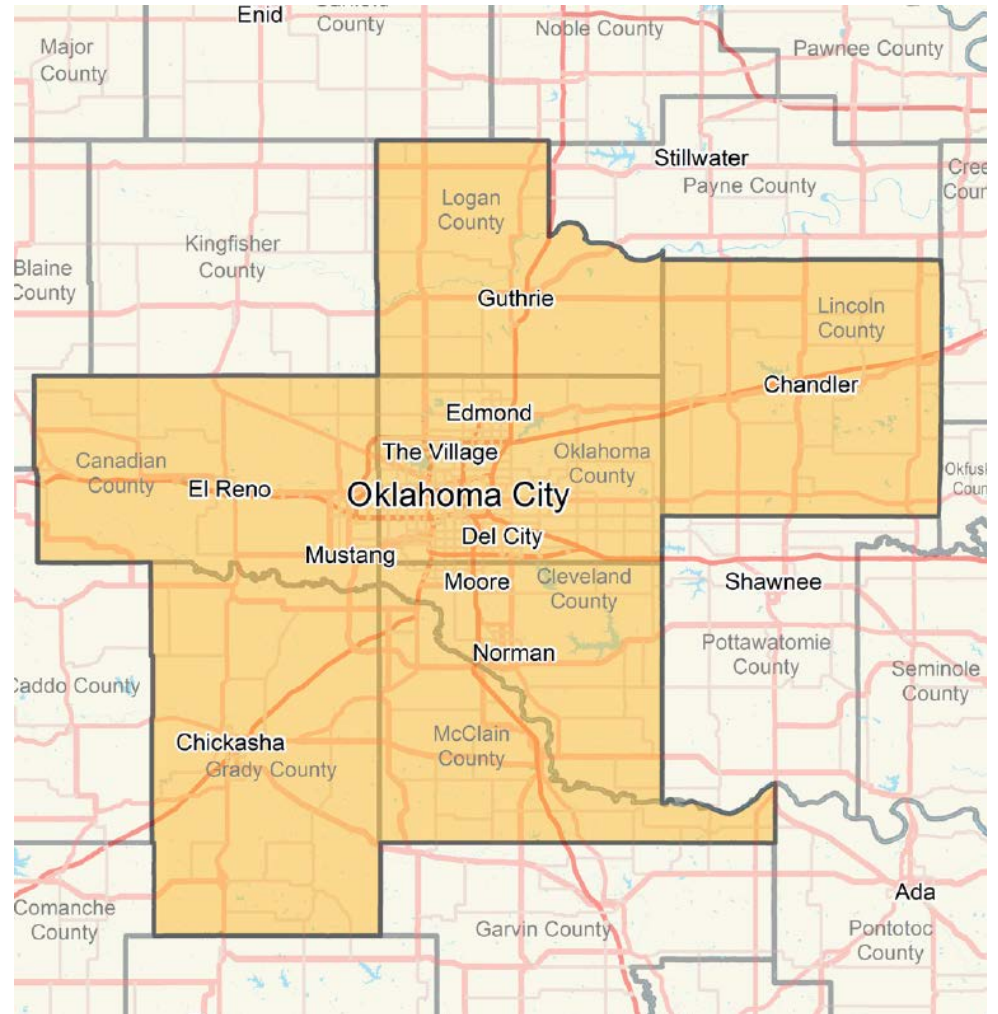 Enid
County
Noble County
Major
County
Pawnee County
Stillwater
Payne County
Logan
County
Kingfisher
County
Blaine
County
Guthrie
Lincoln
County
Chandler
Edmond
The Village
Oklahoma
County
Canadian
County
El Reno
Oklahoma City
Del City
Mustang
Moore
Cleveland
County
Shawnee
Norman
Pottawatomie
County
Seminole
County
Caddo County
McClain
County
Chickasha
Grady County
Comanche
County
Garvin County
Ada
Pontotoc
County